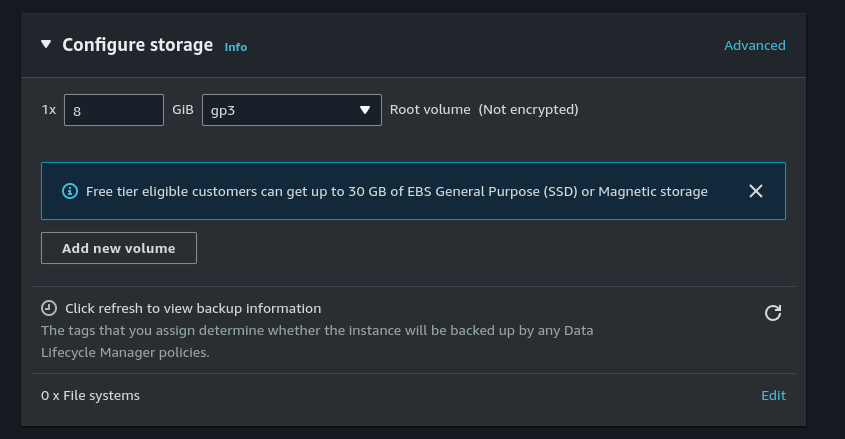 Configure storage Info Advanced
1x 8 GiB gp3 Root volume (Not encrypted)
Free tier eligible customers can get up to 30 GB of EBS General Purpose (SSD) or Magnetic storage
Add new volume
Click refresh to view backup information
The tags that you assign determine whether the instance will be backed up by any Data
Lifecycle Manager policies.
0 x File systems Edit